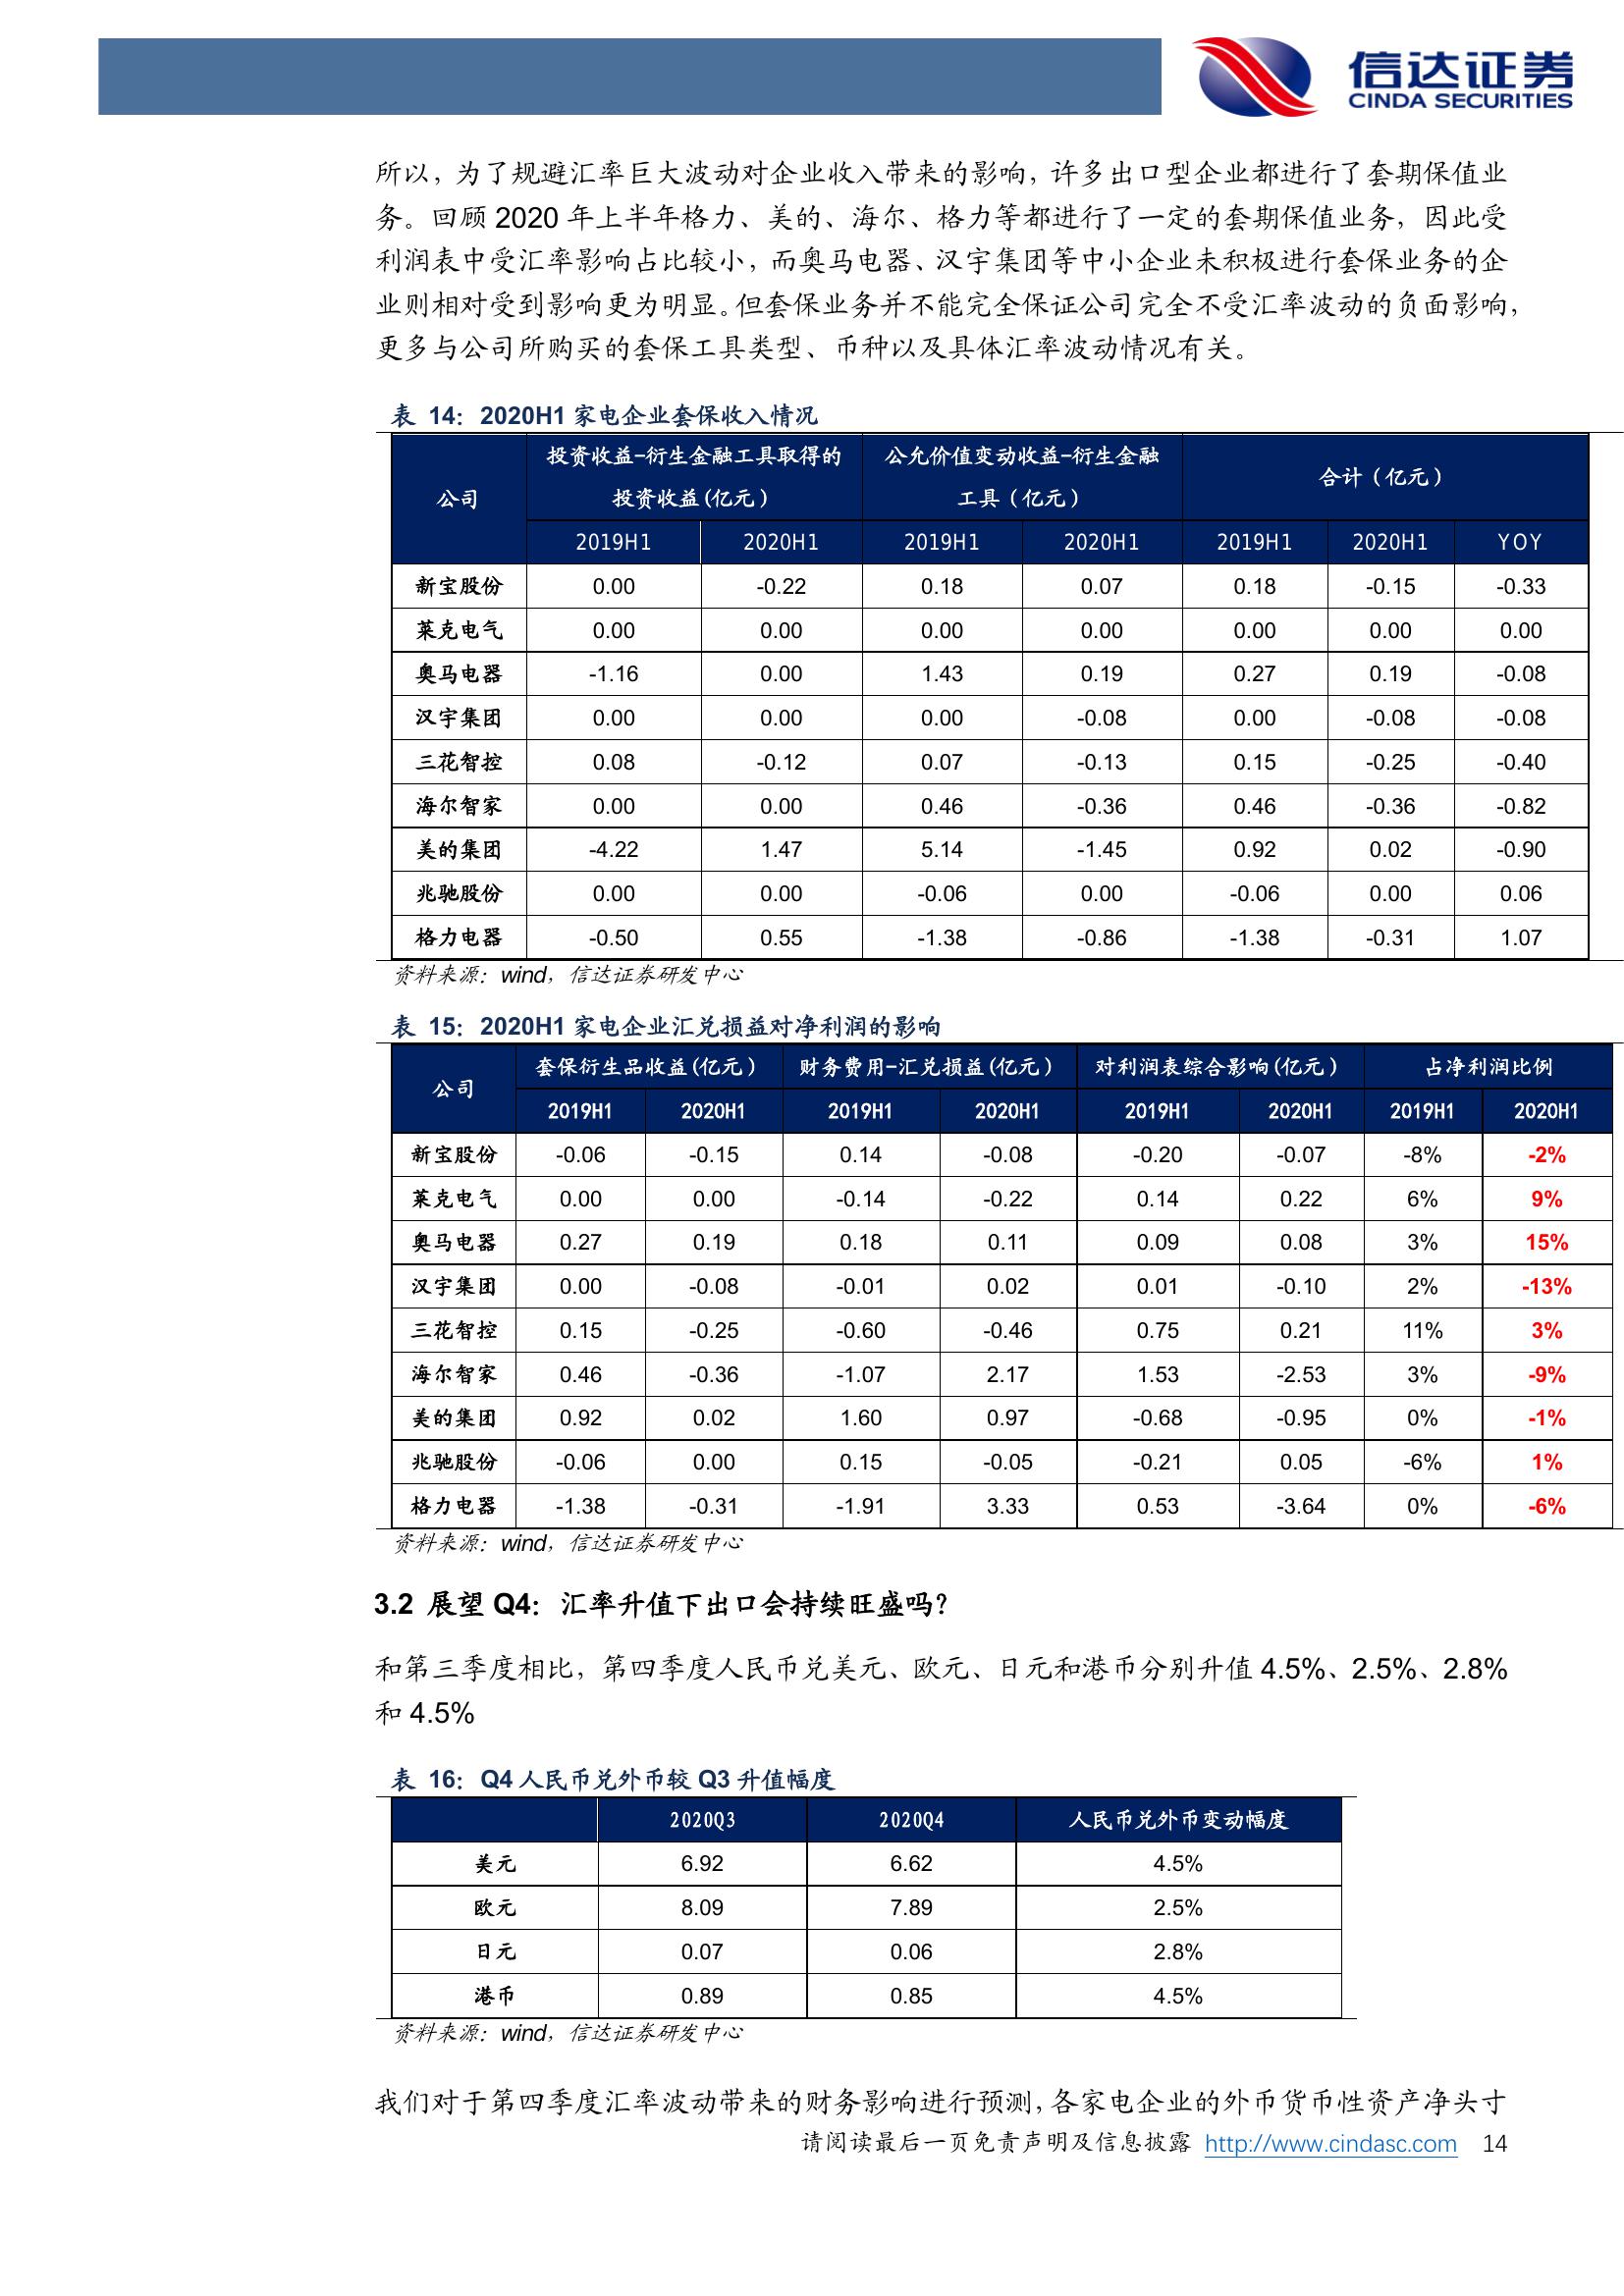 信达证券
CINDA SECURITIES
所以，为了规避汇率巨大波动对企业收入带来的影响，许多出口型企业都进行了套期保值业
务。回顾 2020 年上半年格力、美的、海尔、格力等都进行了一定的套期保值业务，因此受
利润表中受汇率影响占比较小，而奥马电器、汉宇集团等中小企业未积极进行套保业务的企
业则相对受到影响更为明显。但套保业务并不能完全保证公司完全不受汇率波动的负面影响，
更多与公司所购买的套保工具类型、币种以及具体汇率波动情况有关。
表 14：2020H1 家电企业套保收入情况
公司 投资收益-衍生金融工具取得的投资收益(亿元) 公允价值变动收益-衍生金融工具（亿元） 合计（亿元）
2019H1 2020H1 2019H1 2020H1 2019H1 2020H1 YOY
新宝股份 0.00 -0.22 0.18 0.07 0.18 -0.15 -0.33
莱克电气 0.00 0.00 0.00 0.00 0.00 0.00 0.00
奥马电器 -1.16 0.00 1.43 0.19 0.27 0.19 -0.08
汉宇集团 0.00 0.00 0.00 -0.08 0.00 -0.08 -0.08
三花智控 0.08 -0.12 0.07 -0.13 0.15 -0.25 -0.40
海尔智家 0.00 0.00 0.46 -0.36 0.46 -0.36 -0.82
美的集团 -4.22 1.47 5.14 -1.45 0.92 0.02 -0.90
兆驰股份 0.00 0.00 -0.06 0.00 -0.06 0.00 0.06
格力电器 -0.50 0.55 -1.38 -0.86 -1.38 -0.31 1.07
资料来源：wind，信达证券研发中心
表 15：2020H1 家电企业汇兑损益对净利润的影响
公司 套保衍生品收益(亿元) 财务费用-汇兑损益(亿元) 对利润表综合影响(亿元) 占净利润比例
2019H1 2020H1 2019H1 2020H1 2019H1 2020H1 2019H1 2020H1
新宝股份 -0.06 -0.15 0.14 -0.08 -0.20 -0.07 -8% -2%
莱克电气 0.00 0.00 -0.14 -0.22 0.14 0.22 6% 9%
奥马电器 0.27 0.19 0.18 0.11 0.09 0.08 3% 15%
汉宇集团 0.00 -0.08 -0.01 0.02 0.01 -0.10 2% -13%
三花智控 0.15 -0.25 -0.60 -0.46 0.75 0.21 11% 3%
海尔智家 0.46 -0.36 -1.07 2.17 1.53 -2.53 3% -9%
美的集团 0.92 0.02 1.60 0.97 -0.68 -0.95 0% -1%
兆驰股份 -0.06 0.00 0.15 -0.05 -0.21 0.05 -6% 1%
格力电器 -1.38 -0.31 -1.91 3.33 0.53 -3.64 0% -6%
资料来源：wind，信达证券研发中心
3.2 展望 Q4：汇率升值下出口会持续旺盛吗？
和第三季度相比，第四季度人民币兑美元、欧元、日元和港币分别升值 4.5%、2.5%、2.8%
和 4.5%
表 16：Q4 人民币兑外币较 Q3 升值幅度
2020Q3 2020Q4 人民币兑外币变动幅度
美元 6.92 6.62 4.5%
欧元 8.09 7.89 2.5%
日元 0.07 0.06 2.8%
港币 0.89 0.85 4.5%
资料来源：wind，信达证券研发中心
我们对于第四季度汇率波动带来的财务影响进行预测，各家电企业的外币货币性资产净头寸
请阅读最后一页免责声明及信息披露 http://www.cindasc.com 14